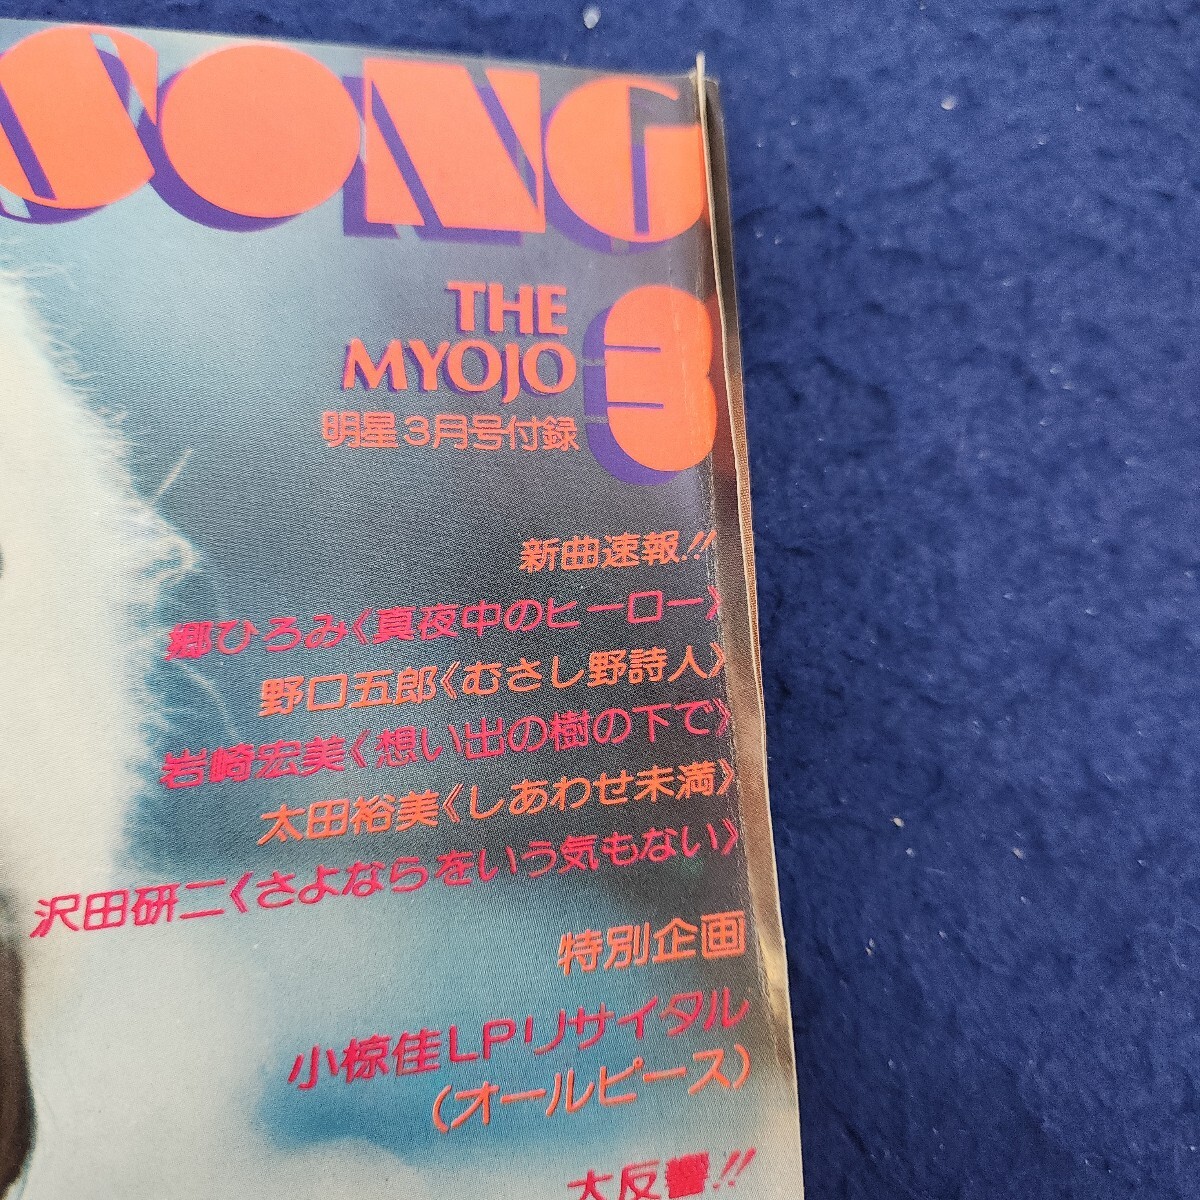 SONG
THE
MYOJO
3
明星3月号付録
新曲速報!!
郷ひろみ《真夜中のヒーロー》
野口五郎《むさし野詩人》
岩崎宏美《想い出の樹の下で》
太田裕美《しあわせ未満》
沢田研二《さよならをいう気もない》
特別企画
小椋佳LPリサイタル
(オールピース)
大反響!!